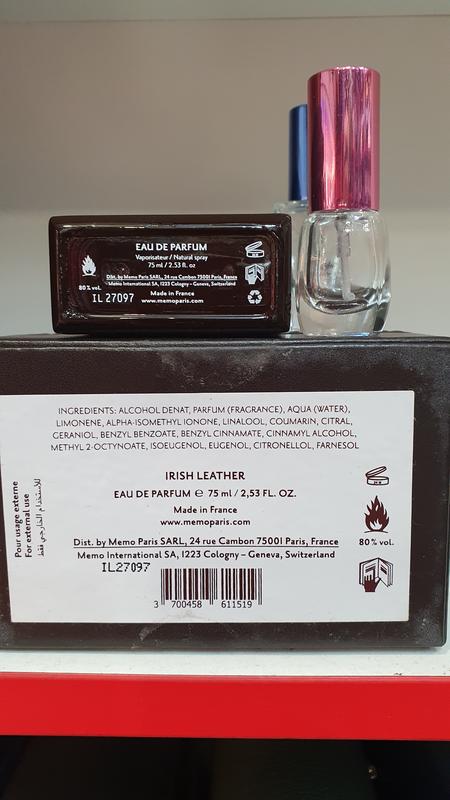 EAU DE PARFUM
Vaporisateur / Natural spray
75 ml / 2.53 fl. oz
Dist. by Memo Paris SARL, 24 rue Cambon 75001 Paris, France
Memo International SA, 1223 Cologny – Geneva, Switzerland
80% vol.
Made in France
IL 27097
www.memoparis.com
INGREDIENTS: ALCOHOL DENAT, PARFUM (FRAGRANCE), AQUA (WATER),
LIMONENE, ALPHA-ISOMETHYL IONONE, LINALOOL, COUMARIN, CITRAL,
GERANIOL, BENZYL BENZOATE, BENZYL CINNAMATE, CINNAMYL ALCOHOL,
METHYL 2-OCTYNOATE, ISOEUGENOL, EUGENOL, CITRONELLOL, FARNESOL
IRISH LEATHER
EAU DE PARFUM ℮ 75 ml / 2,53 FL. OZ.
Made in France
www.memoparis.com
Dist. by Memo Paris SARL, 24 rue Cambon 75001 Paris, France
Memo International SA, 1223 Cologny – Geneva, Switzerland
IL27097
3 700458 611519
80% vol.
Pour usage externe
For external use
للاستخدام الخارجي فقط